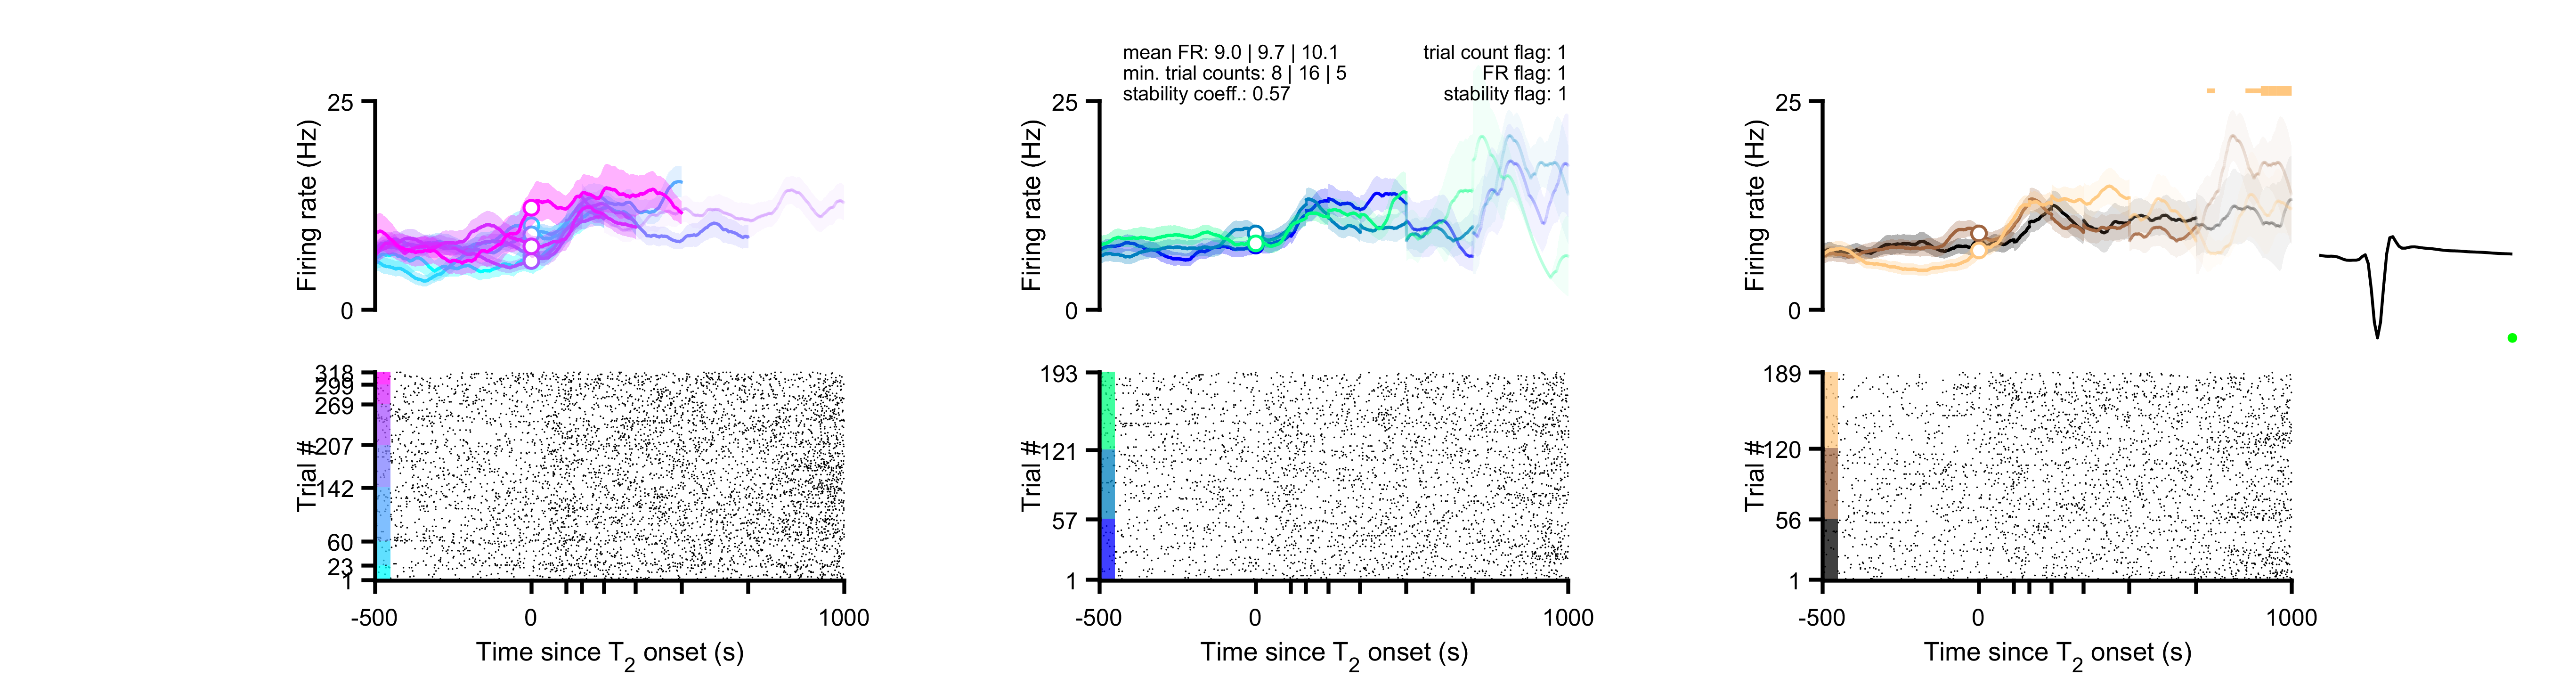 mean FR: 9.0 | 9.7 | 10.1
min. trial counts: 8 | 16 | 5
stability coeff.: 0.57
trial count flag: 1
FR flag: 1
stability flag: 1
Firing rate (Hz)
25
0
Firing rate (Hz)
25
0
Firing rate (Hz)
25
0
Trial #
318
299
269
207
142
60
23
1
-500
0
1000
Time since T2 onset (s)
Trial #
193
121
57
1
-500
0
1000
Time since T2 onset (s)
Trial #
189
120
56
1
-500
0
1000
Time since T2 onset (s)